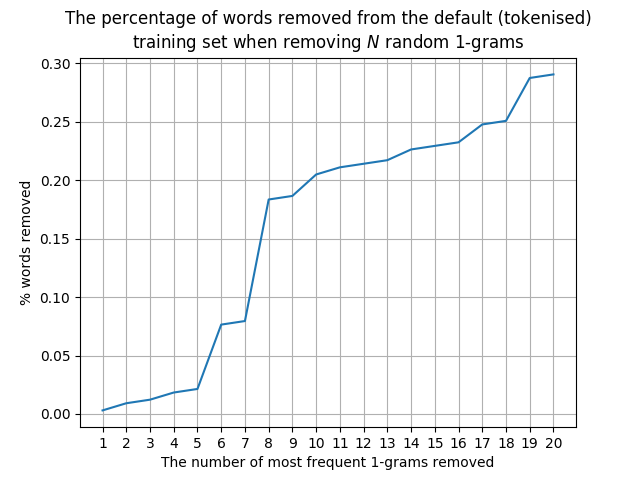 The percentage of words removed from the default (tokenised)
training set when removing N random 1-grams
0.30
0.25
0.20
0.15
0.10
0.05
0.00
% words removed
1 2 3 4 5 6 7 8 9 10 11 12 13 14 15 16 17 18 19 20
The number of most frequent 1-grams removed